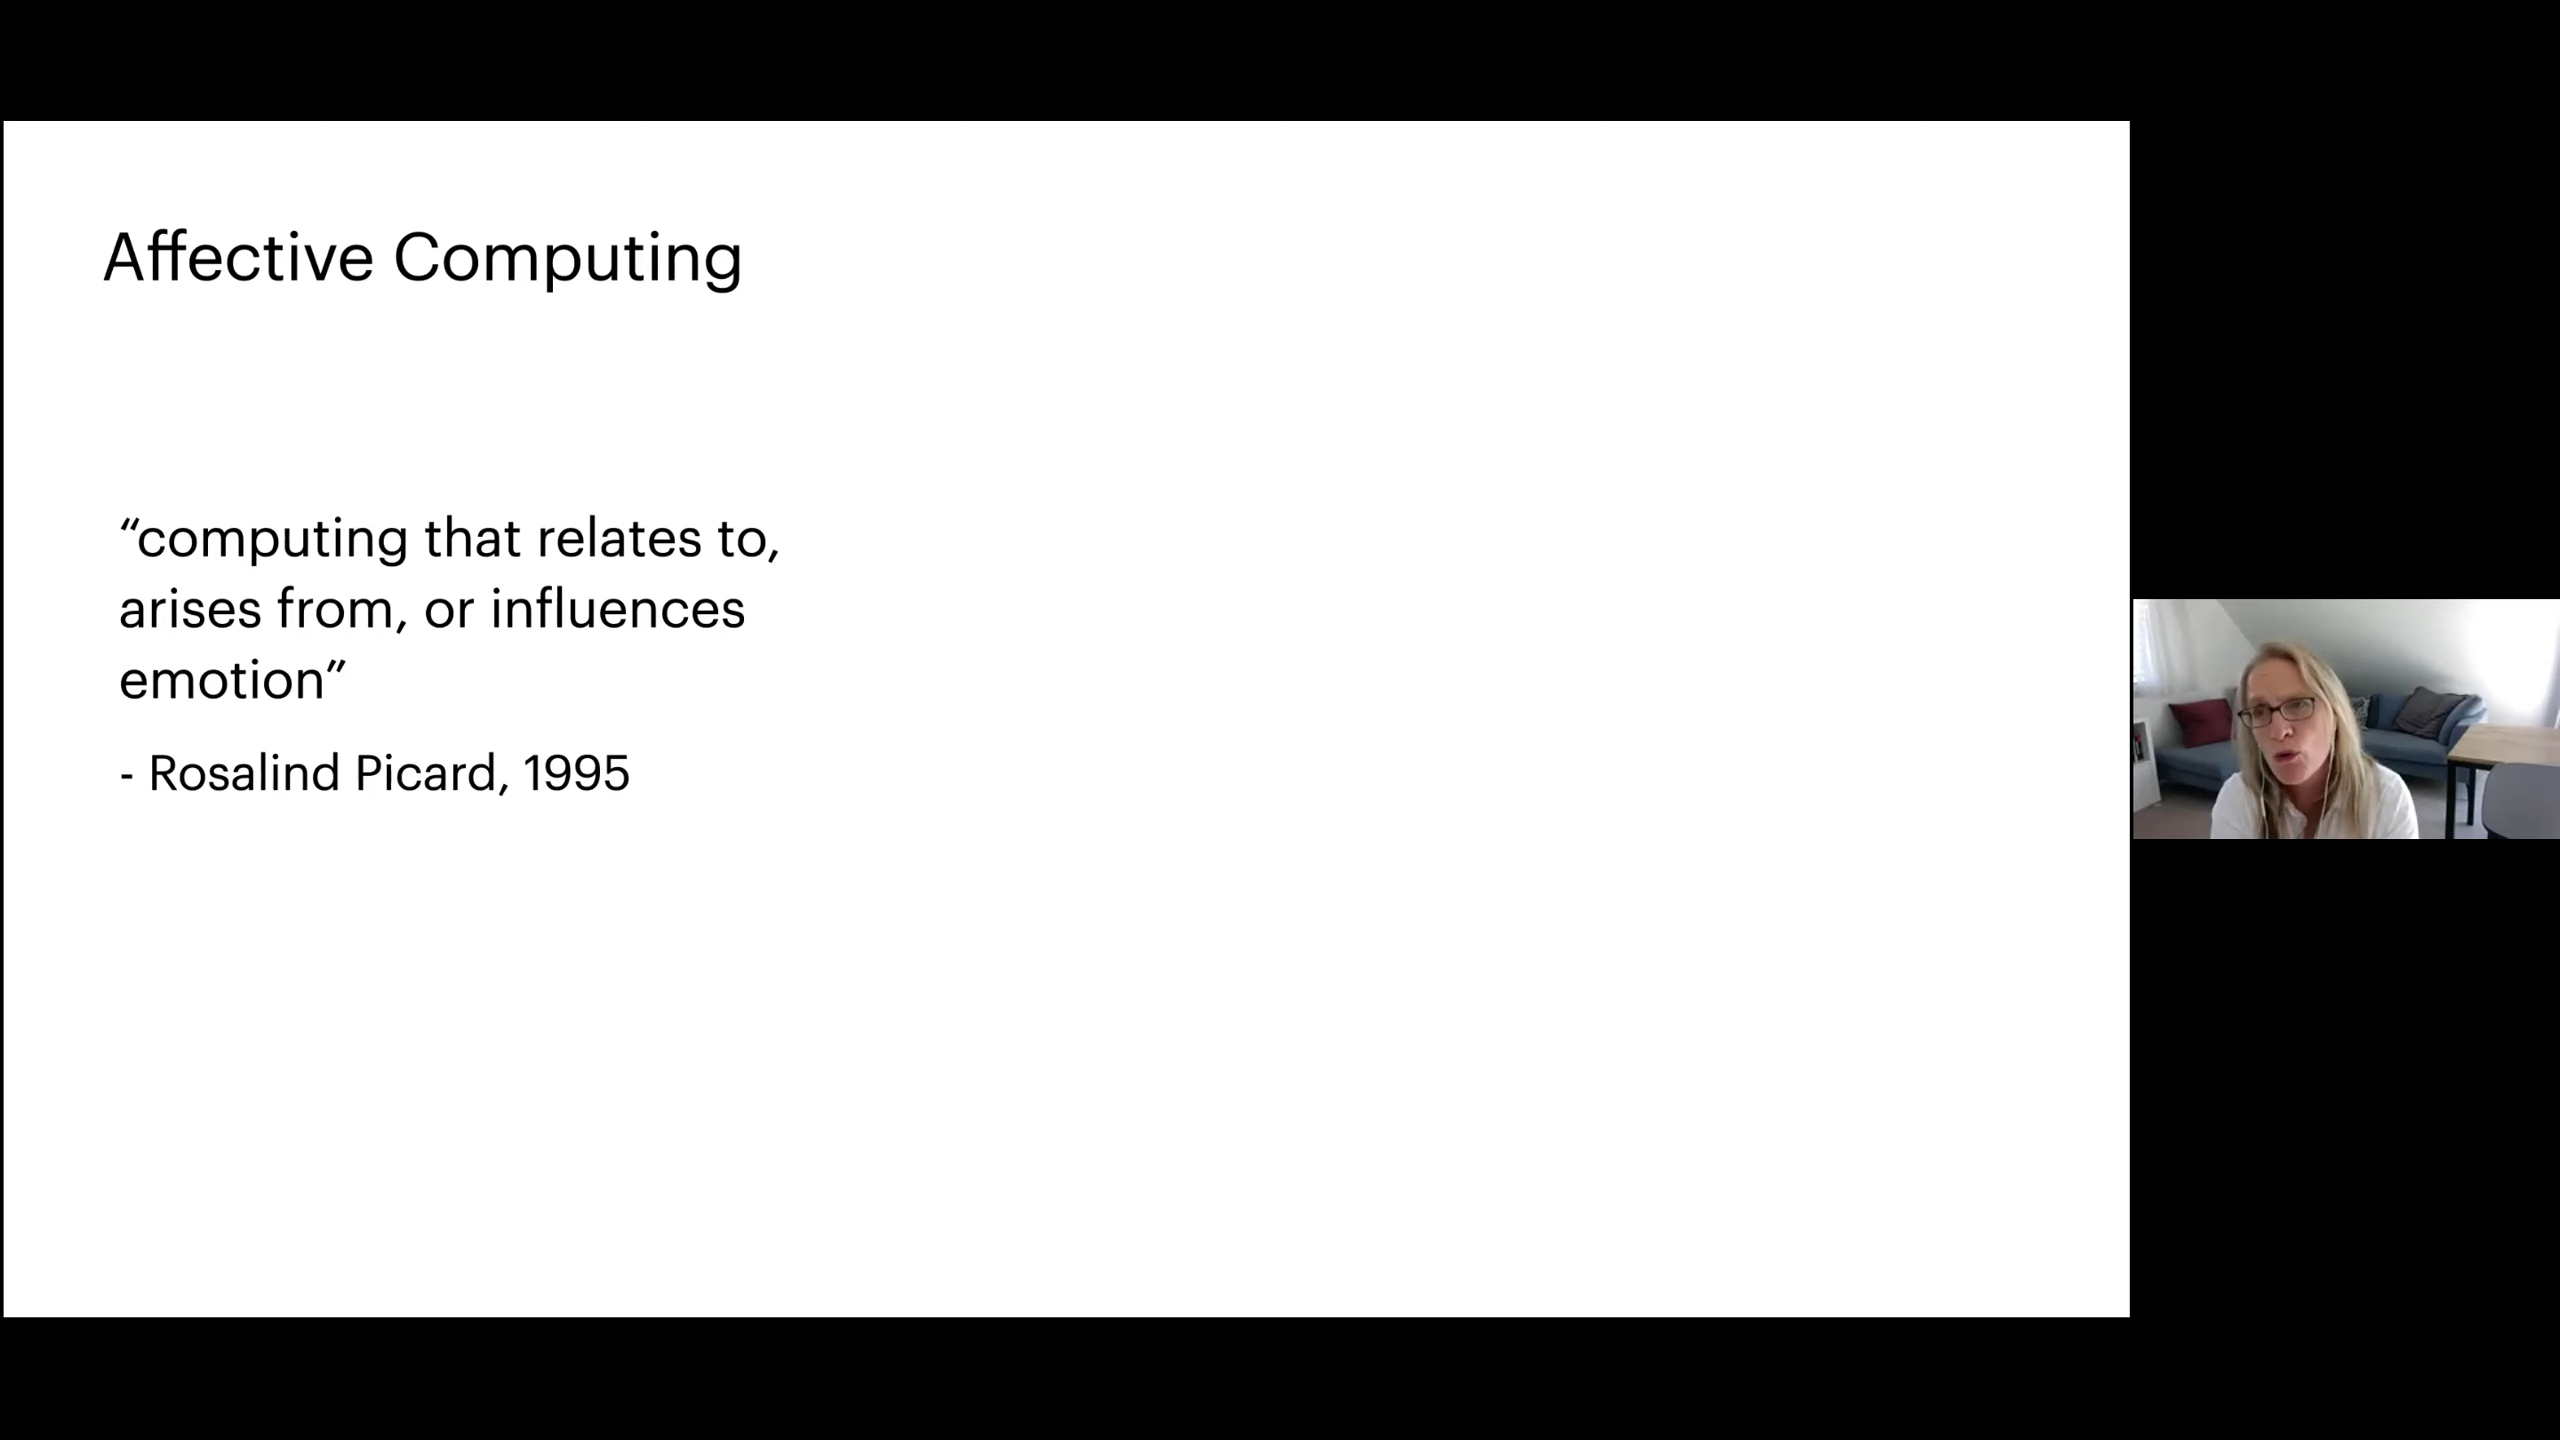 Affective Computing
“computing that relates to,
arises from, or influences
emotion”
- Rosalind Picard, 1995